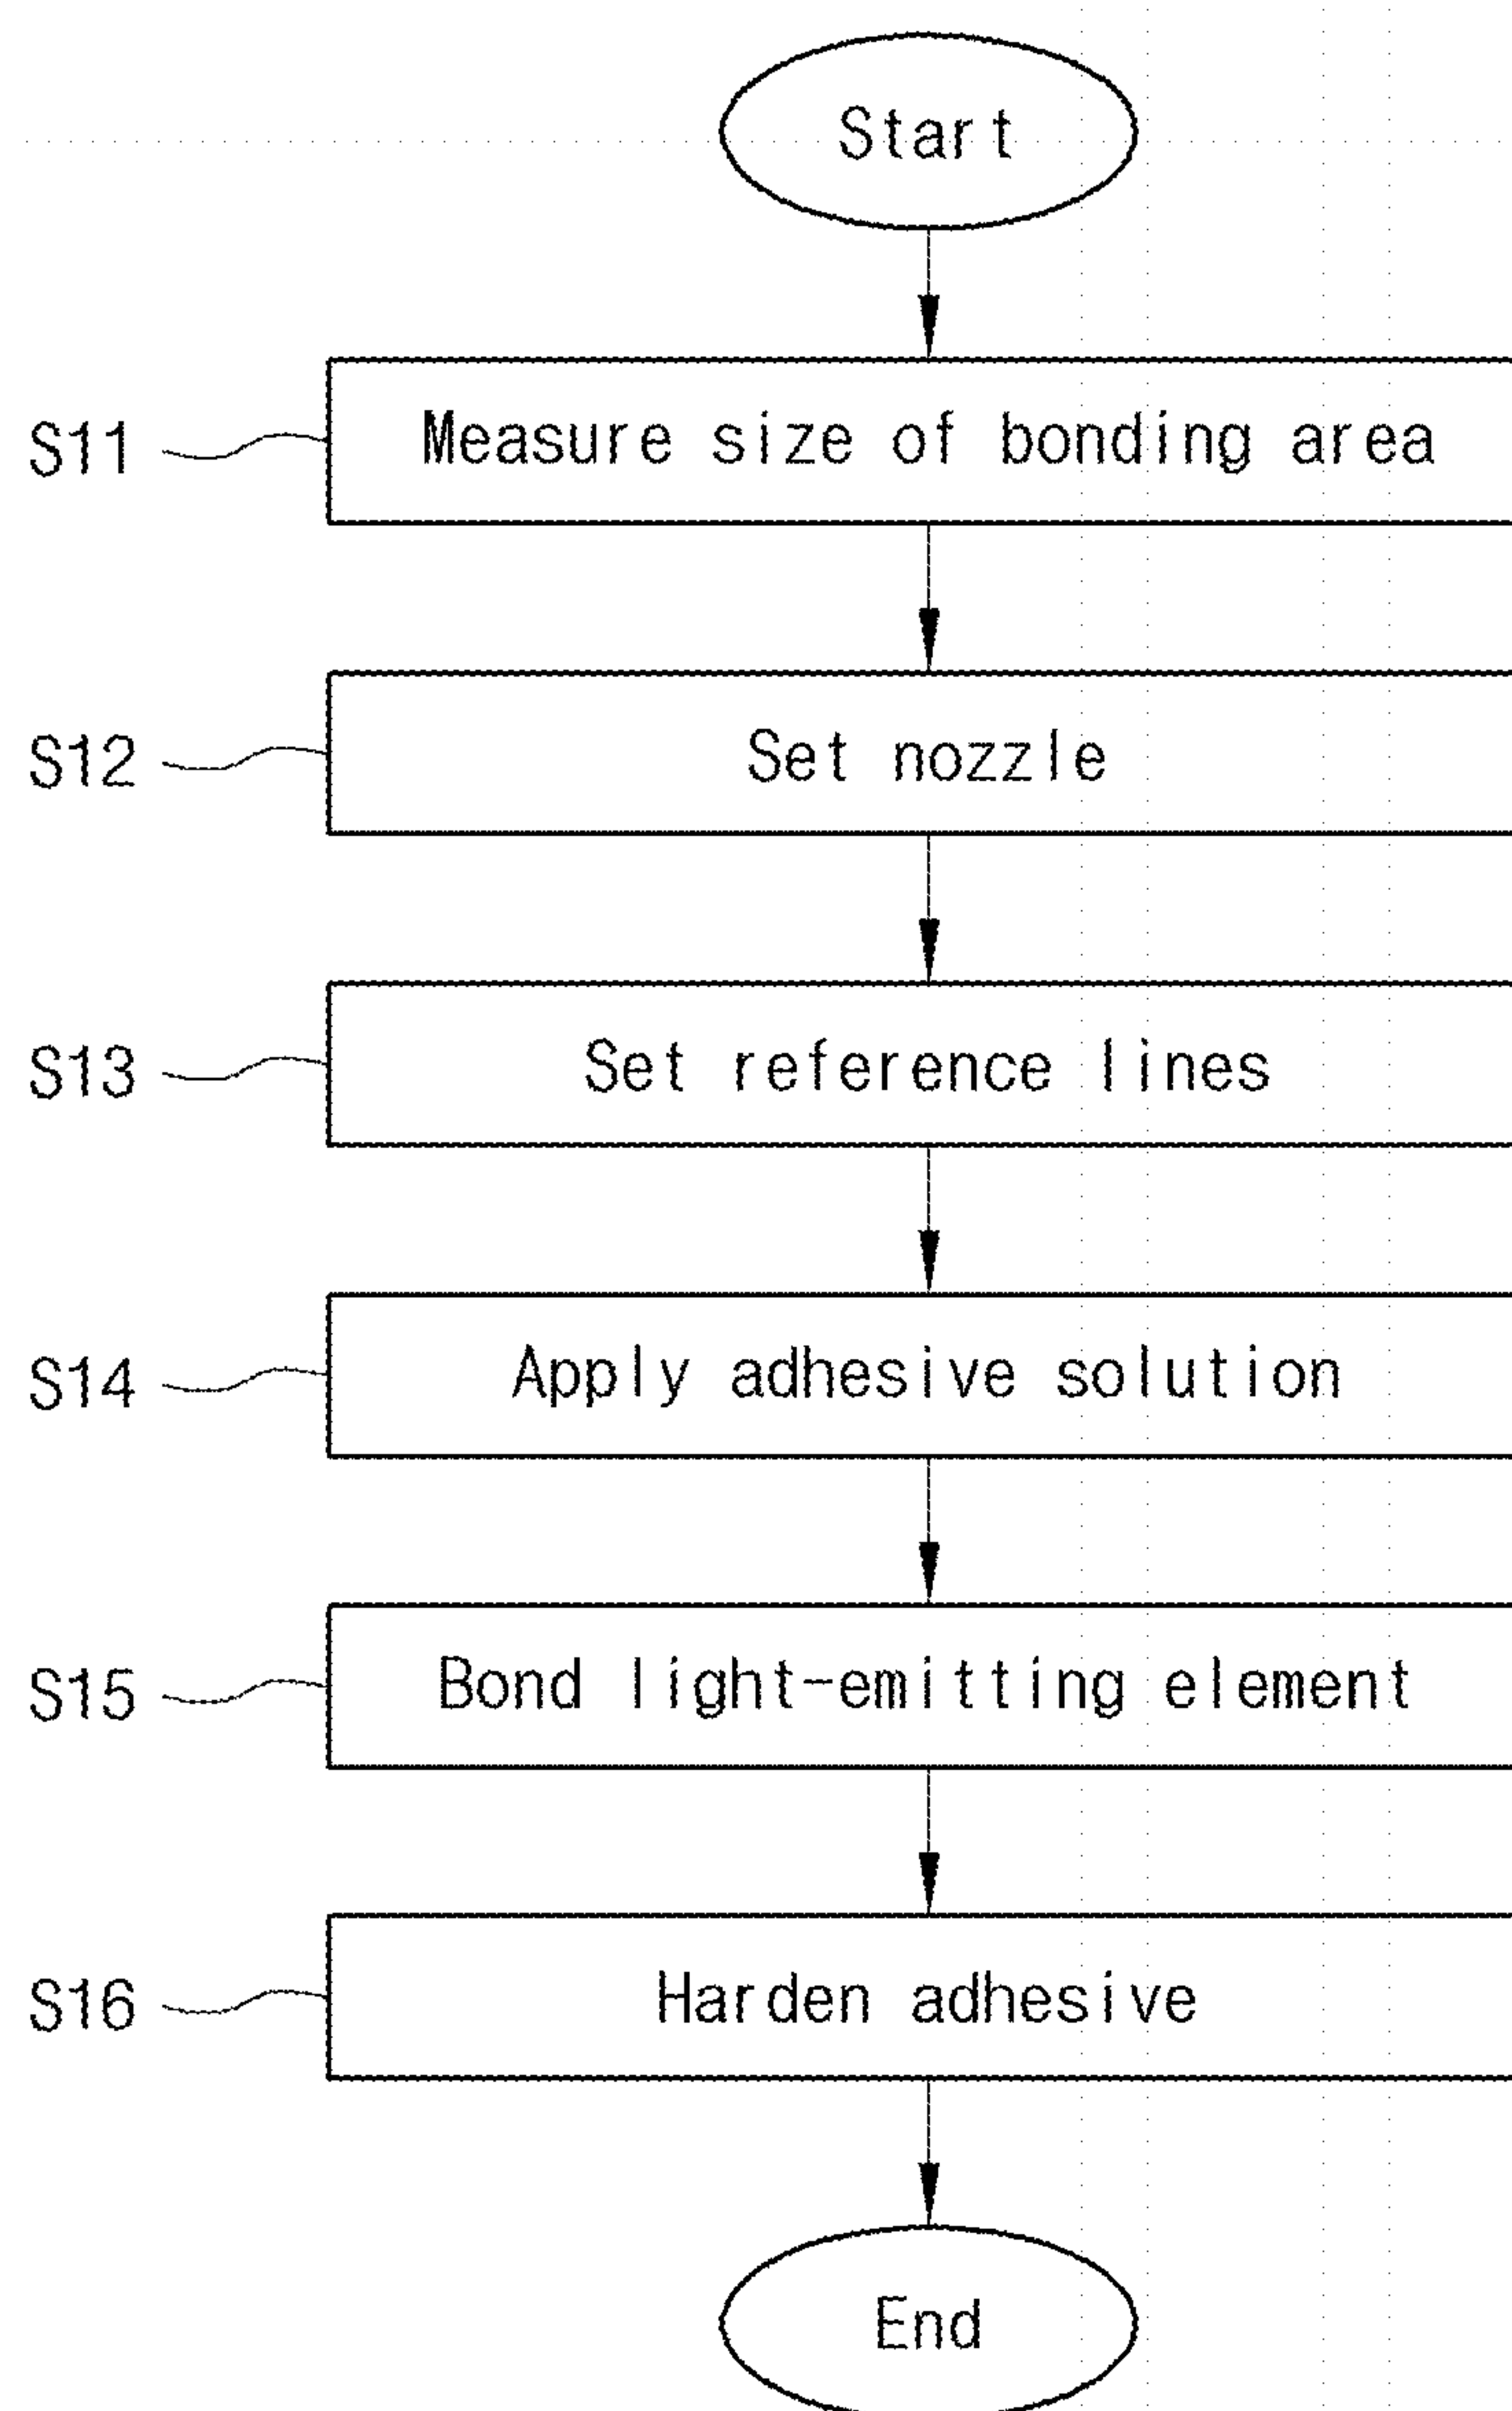 Start
S11 Measure size of bonding area
S12 Set nozzle
S13 Set reference lines
S14 Apply adhesive solution
S15 Bond light-emitting element
S16 Harden adhesive
End